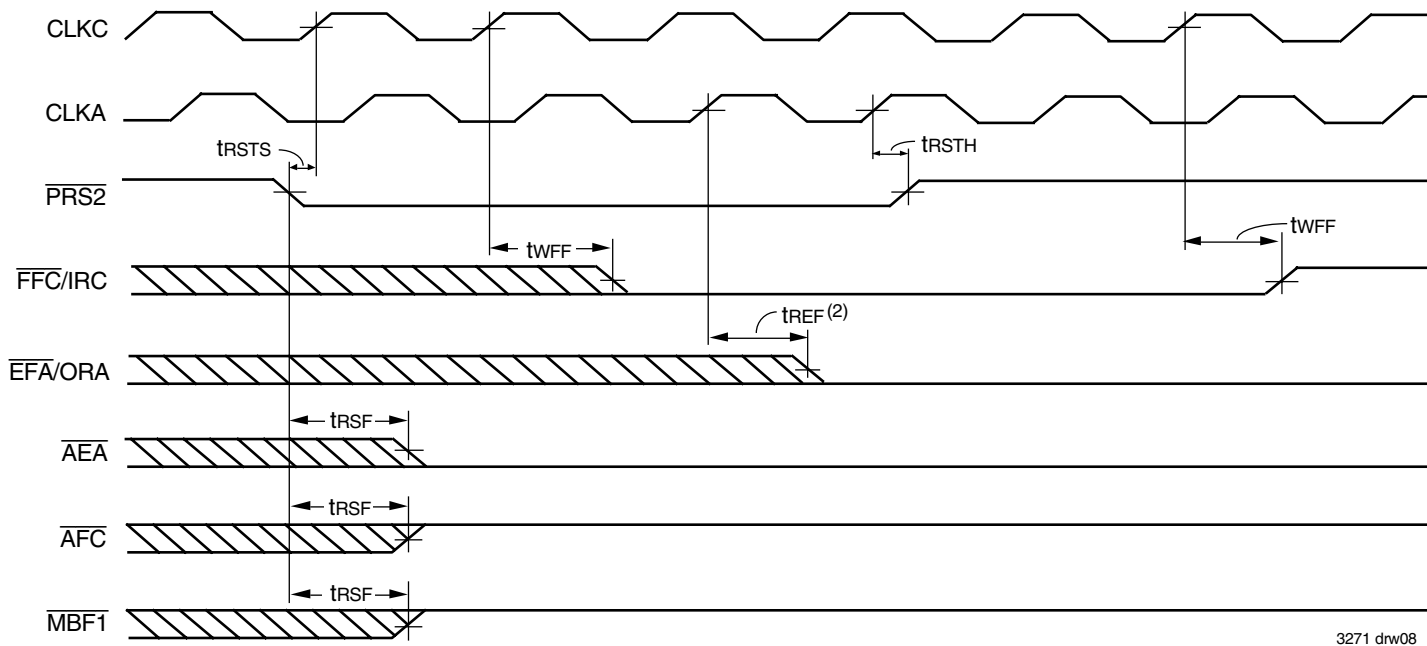 CLKC
CLKA
tRSTS
tRSTH
PRS2
tWFF
tWFF
FFC/IRC
tREF(2)
EFA/ORA
tRSF
AEA
tRSF
AFC
tRSF
MBF1
3271 drw08